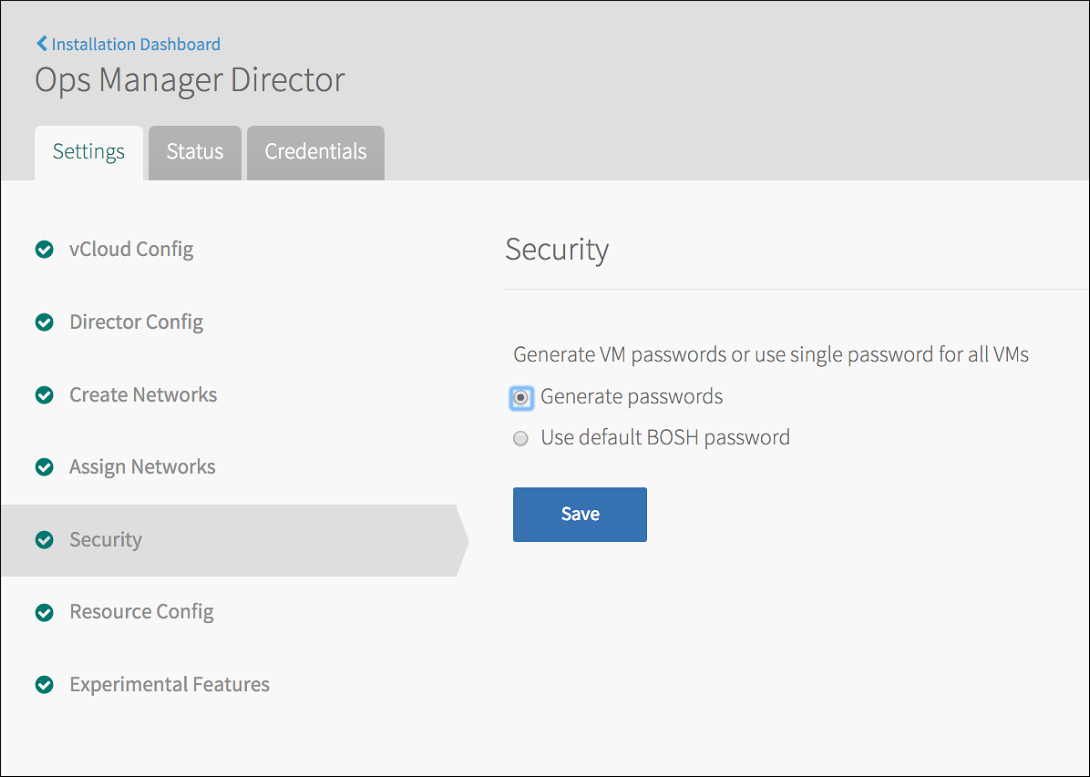 Installation Dashboard
Ops Manager Director
Settings
Status
Credentials
vCloud Config
Director Config
Create Networks
Assign Networks
Security
Resource Config
Experimental Features
Security
Generate VM passwords or use single password for all VMs
Generate passwords
Use default BOSH password
Save